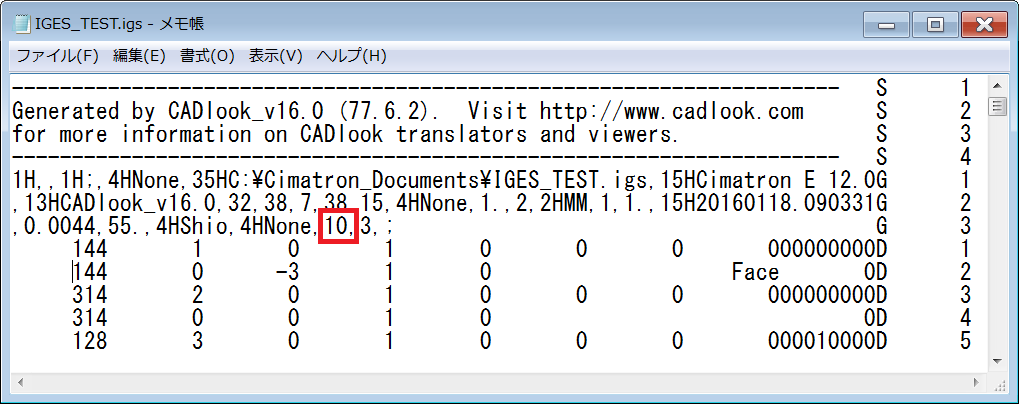 IGES_TEST.igs - メモ帳
ファイル(F) 編集(E) 書式(O) 表示(V) ヘルプ(H)
--------------------------------------------------------------------- S 1
Generated by CADlook_v16.0 (77.6.2).  Visit http://www.cadlook.com S 2
for more information on CADlook translators and viewers. S 3
--------------------------------------------------------------------- S 4
1H,,1H;,4HNone,35HC:¥Cimatron_Documents¥IGES_TEST.igs,15HCimatron E 12.0G 1
,13HCADlook_v16.0,32,38,7,38,15,4HNone,1.,2,2HMM,1,1.,15H20160118.090331G 2
,0.0044,55.,4HShio,4HNone,10,3,; G 3
144 1 0 1 0 0 0 000000000D 1
144 0 -3 1 0 Face 0D 2
314 2 0 1 0 0 0 000000000D 3
314 0 0 1 0 0D 4
128 3 0 1 0 0 0 000010000D 5